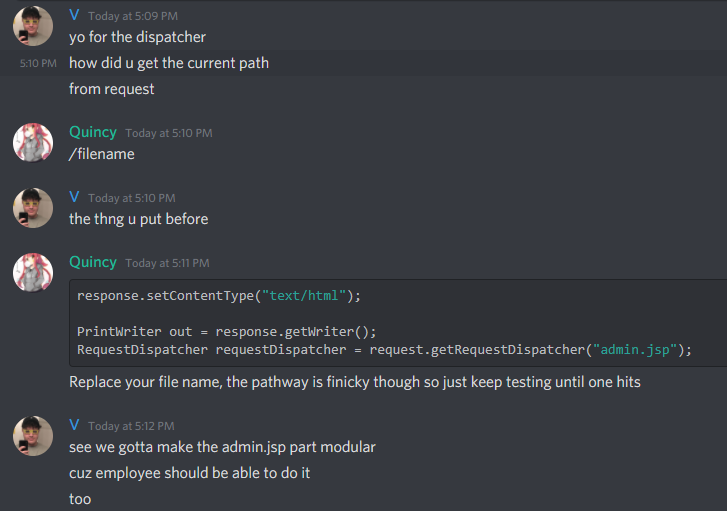 V Today at 5:09 PM
yo for the dispatcher
5:10 PM how did u get the current path
from request
Quincy Today at 5:10 PM
/filename
V Today at 5:10 PM
the thng u put before
Quincy Today at 5:11 PM
response.setContentType("text/html");
PrintWriter out = response.getWriter();
RequestDispatcher requestDispatcher = request.getRequestDispatcher("admin.jsp");
Replace your file name, the pathway is finicky though so just keep testing until one hits
V Today at 5:12 PM
see we gotta make the admin.jsp part modular
cuz employee should be able to do it
too